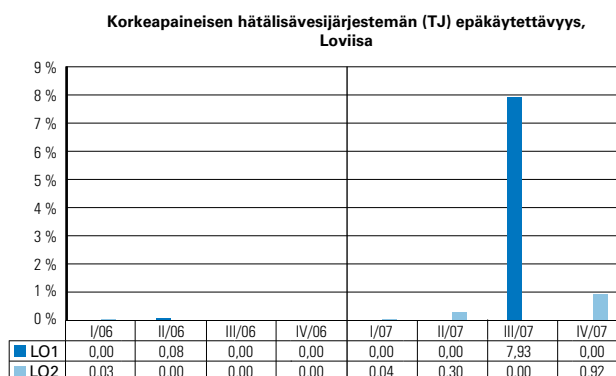 Korkeapaineisen hätälisävesijärjestemän (TJ) epäkäytettävyys,
Loviisa
9 %
8 %
7 %
6 %
5 %
4 %
3 %
2 %
1 %
0 %
I/06 II/06 III/06 IV/06 I/07 II/07 III/07 IV/07
LO1 0,00 0,08 0,00 0,00 0,00 0,00 7,93 0,00
LO2 0,03 0,00 0,00 0,00 0,04 0,30 0,00 0,92